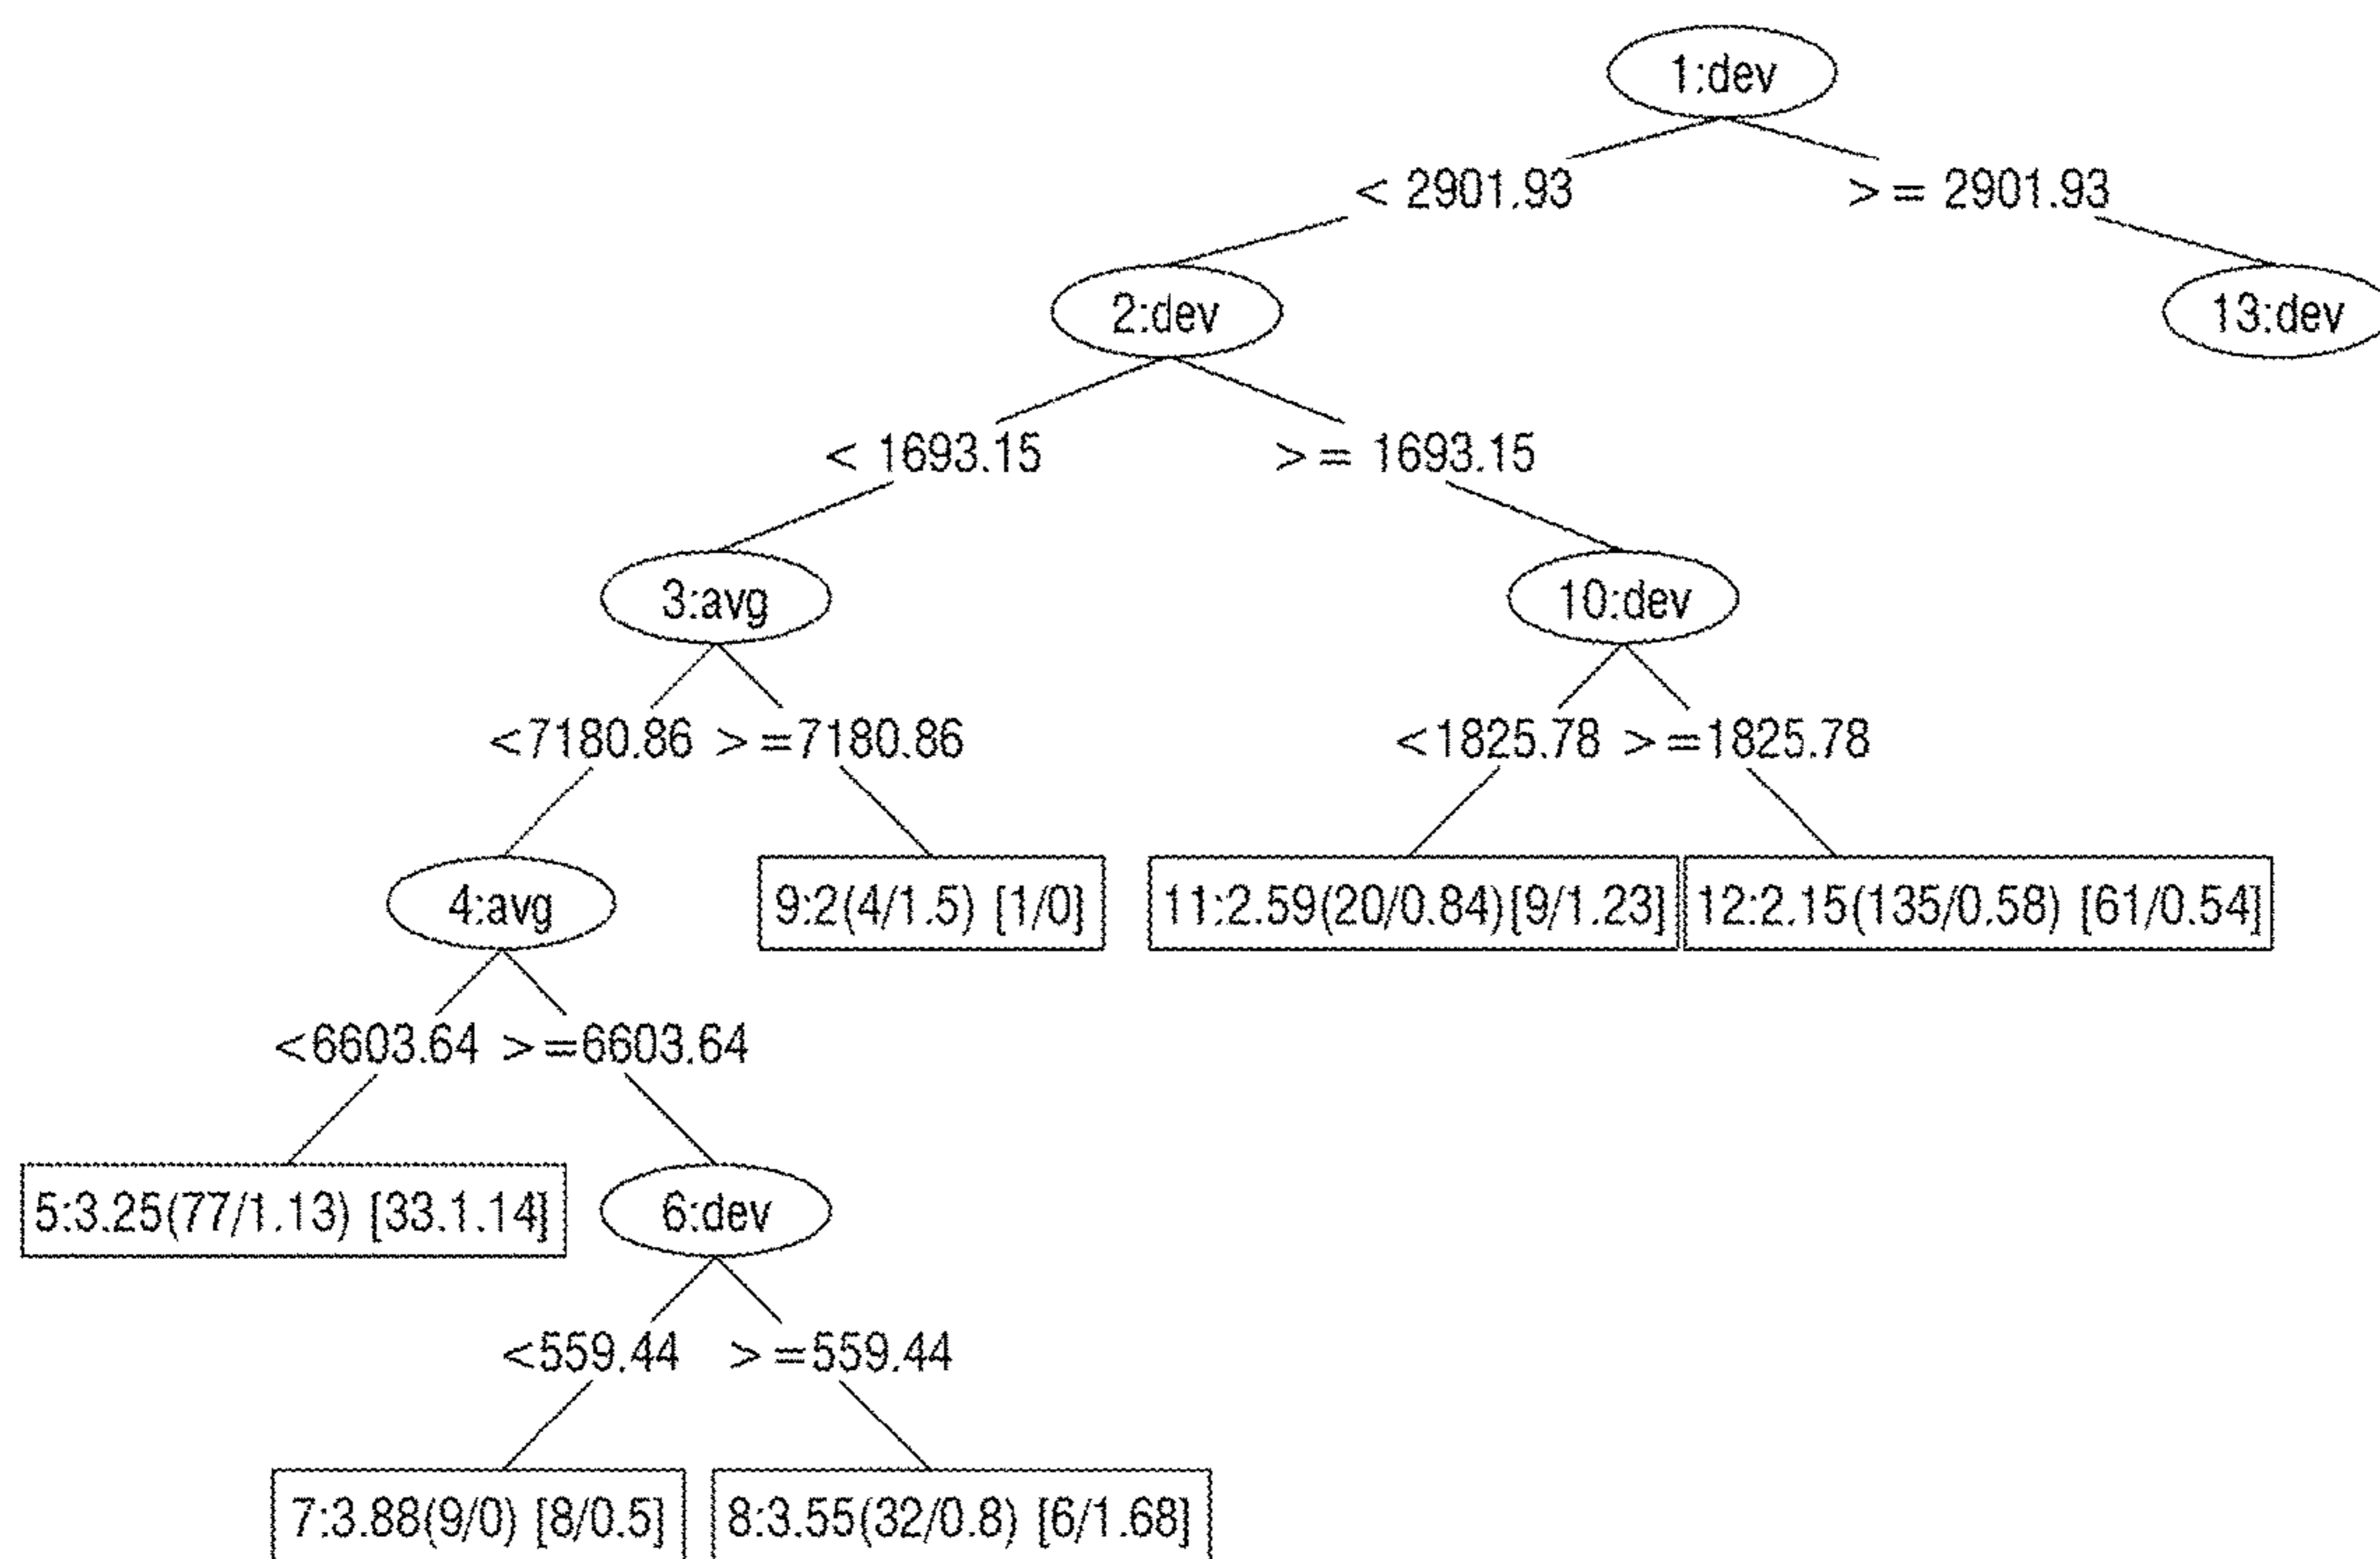 1:dev
< 2901.93
>= 2901.93
2:dev
13:dev
< 1693.15
>= 1693.15
3:avg
10:dev
<7180.86
>=7180.86
<1825.78
>=1825.78
4:avg
9:2(4/1.5) [1/0]
11:2.59(20/0.84)[9/1.23]
12:2.15(135/0.58) [61/0.54]
<6603.64
>=6603.64
5:3.25(77/1.13) [33.1.14]
6:dev
<559.44
>=559.44
7:3.88(9/0) [8/0.5]
8:3.55(32/0.8) [6/1.68]